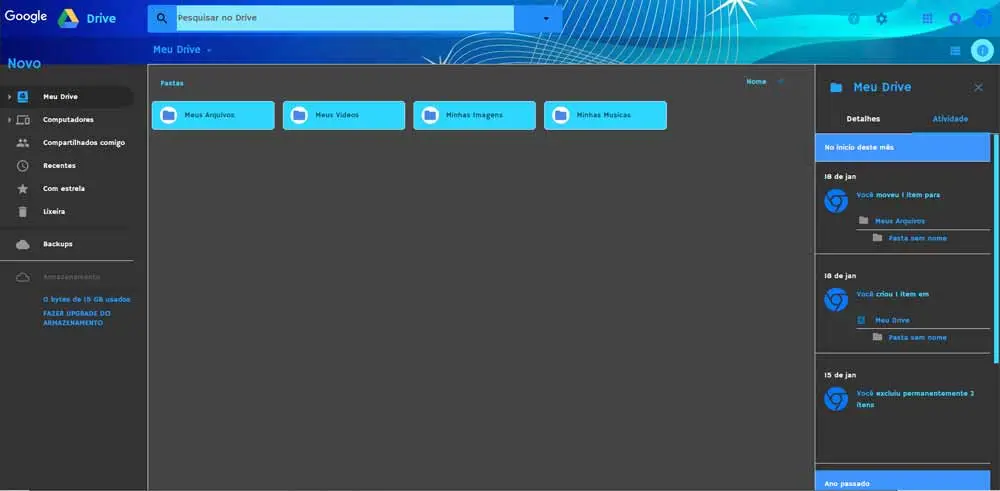 Google
Drive
Pesquisar no Drive
Novo
Meu Drive
Meu Drive
Computadores
Compartilhados comigo
Recentes
Com estrela
Lixeira
Backups
Armazenamento
0 bytes de 15 GB usados
FAZER UPGRADE DO
ARMAZENAMENTO
Pastas
Nome
Meus Arquivos
Meus Videos
Minhas Imagens
Minhas Musicas
Meu Drive
Detalhes
Atividade
No início deste mês
18 de jan
Você moveu 1 item para
Meus Arquivos
Pasta sem nome
18 de jan
Você criou 1 item em
Meu Drive
Pasta sem nome
15 de jan
Você excluiu permanentemente 2
itens
Ano passado